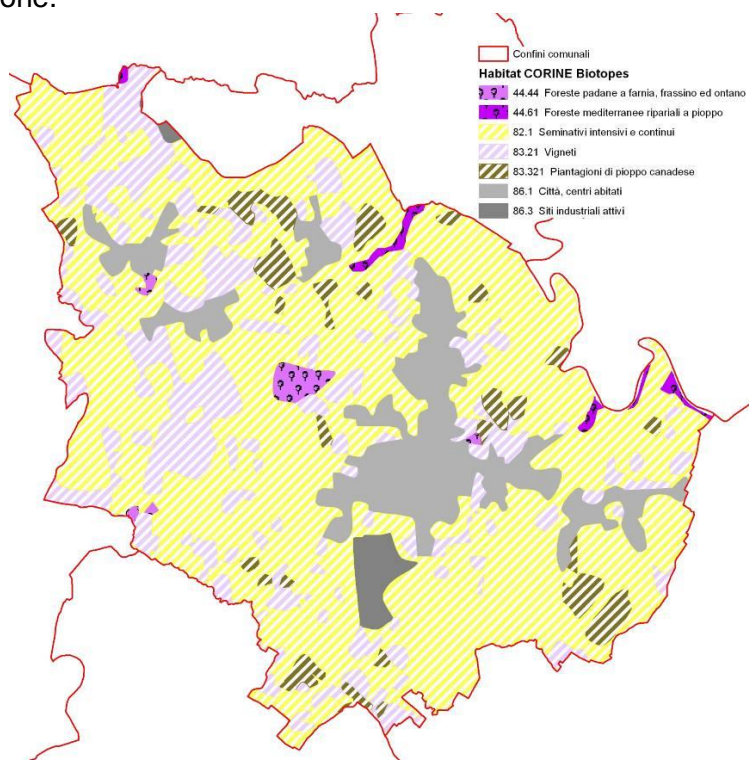 one.
Confini comunali
Habitat CORINE Biotopes
44.44 Foreste padane a farnia, frassino ed ontano
44.61 Foreste mediterranee ripariali a pioppo
82.1 Seminativi intensivi e continui
83.21 Vigneti
83.321 Piantagioni di pioppo canadese
86.1 Città, centri abitati
86.3 Siti industriali attivi